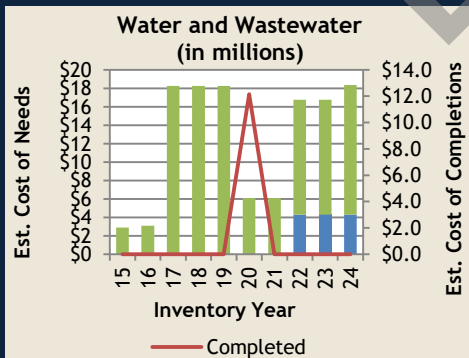 Water and Wastewater
(in millions)
Est. Cost of Needs
$20
$18
$16
$14
$12
$10
$8
$6
$4
$2
$0
$14.0
$12.0
$10.0
$8.0
$6.0
$4.0
$2.0
$0.0
Est. Cost of Completions
15 16 17 18 19 20 21 22 23 24
Inventory Year
Completed